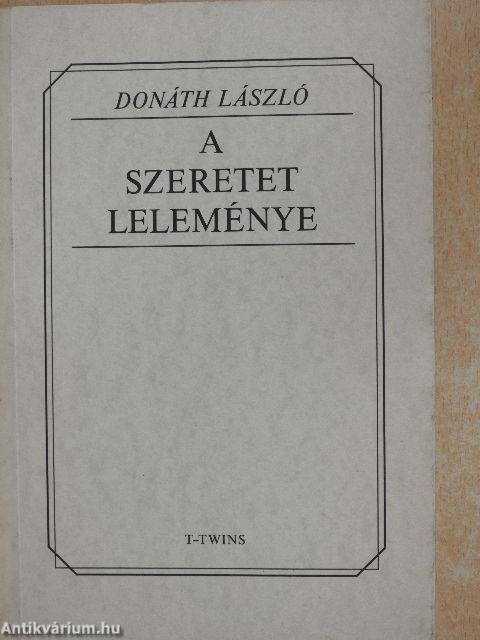 DONÁTH LÁSZLÓ
A
SZERETET
LELEMÉNYE
T-TWINS
Antikvárium.hu